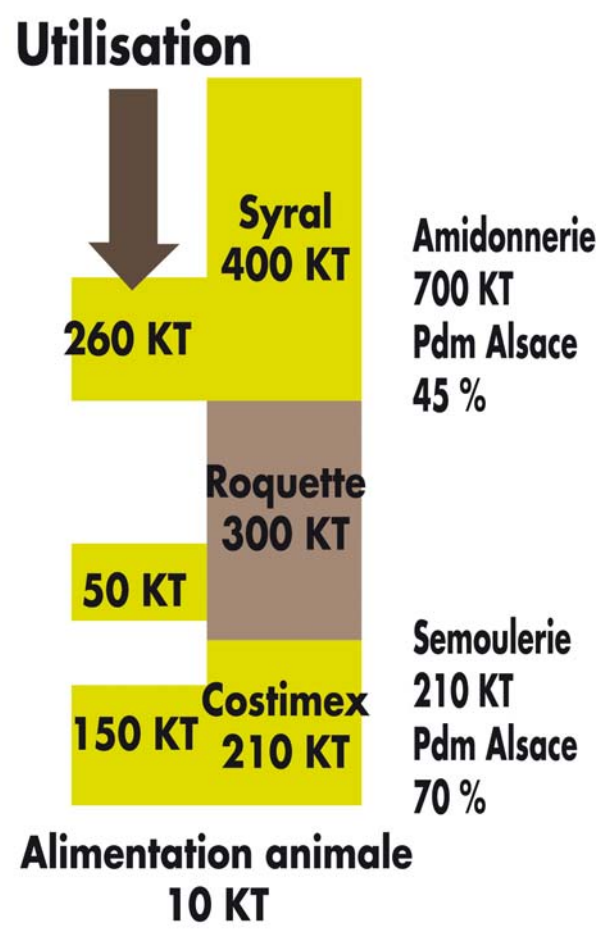 Utilisation
Syral
400 KT
260 KT
Amidonnerie
700 KT
Pdm Alsace
45 %
Roquette
300 KT
50 KT
Semoulerie
210 KT
Pdm Alsace
70 %
Costimex
210 KT
150 KT
Alimentation animale
10 KT